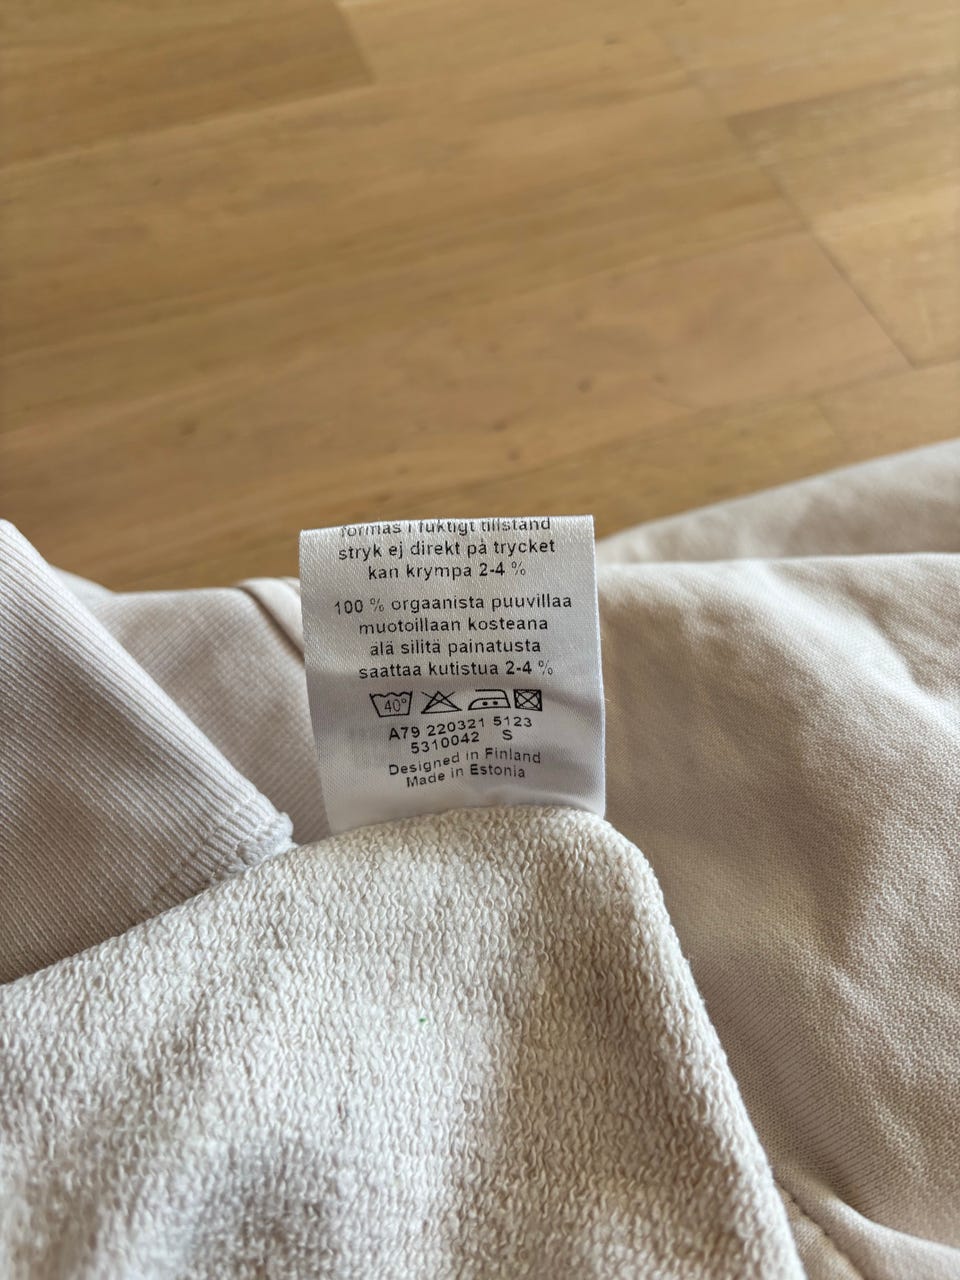 formas i fuktigt tillstånd
stryk ej direkt på trycket
kan krympa 2-4 %
100 % orgaanista puuvillaa
muotoillaan kosteana
älä silitä painatusta
saattaa kutistua 2-4 %
40°
A79 220321 5123
5310042 S
Designed in Finland
Made in Estonia